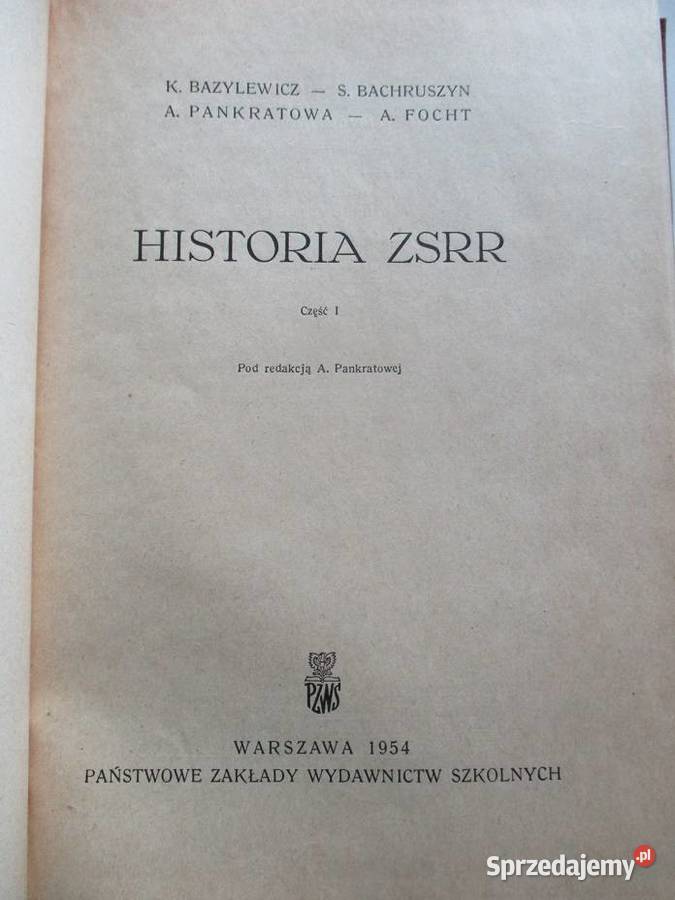 K. BAZYLEWICZ — S. BACHRUSZYN
A. PANKRATOWA — A. FOCHT
HISTORIA ZSRR
Część I
Pod redakcją A. Pankratowej
PZWS
WARSZAWA 1954
PAŃSTWOWE ZAKŁADY WYDAWNICTW SZKOLNYCH
Sprzedajemy.pl